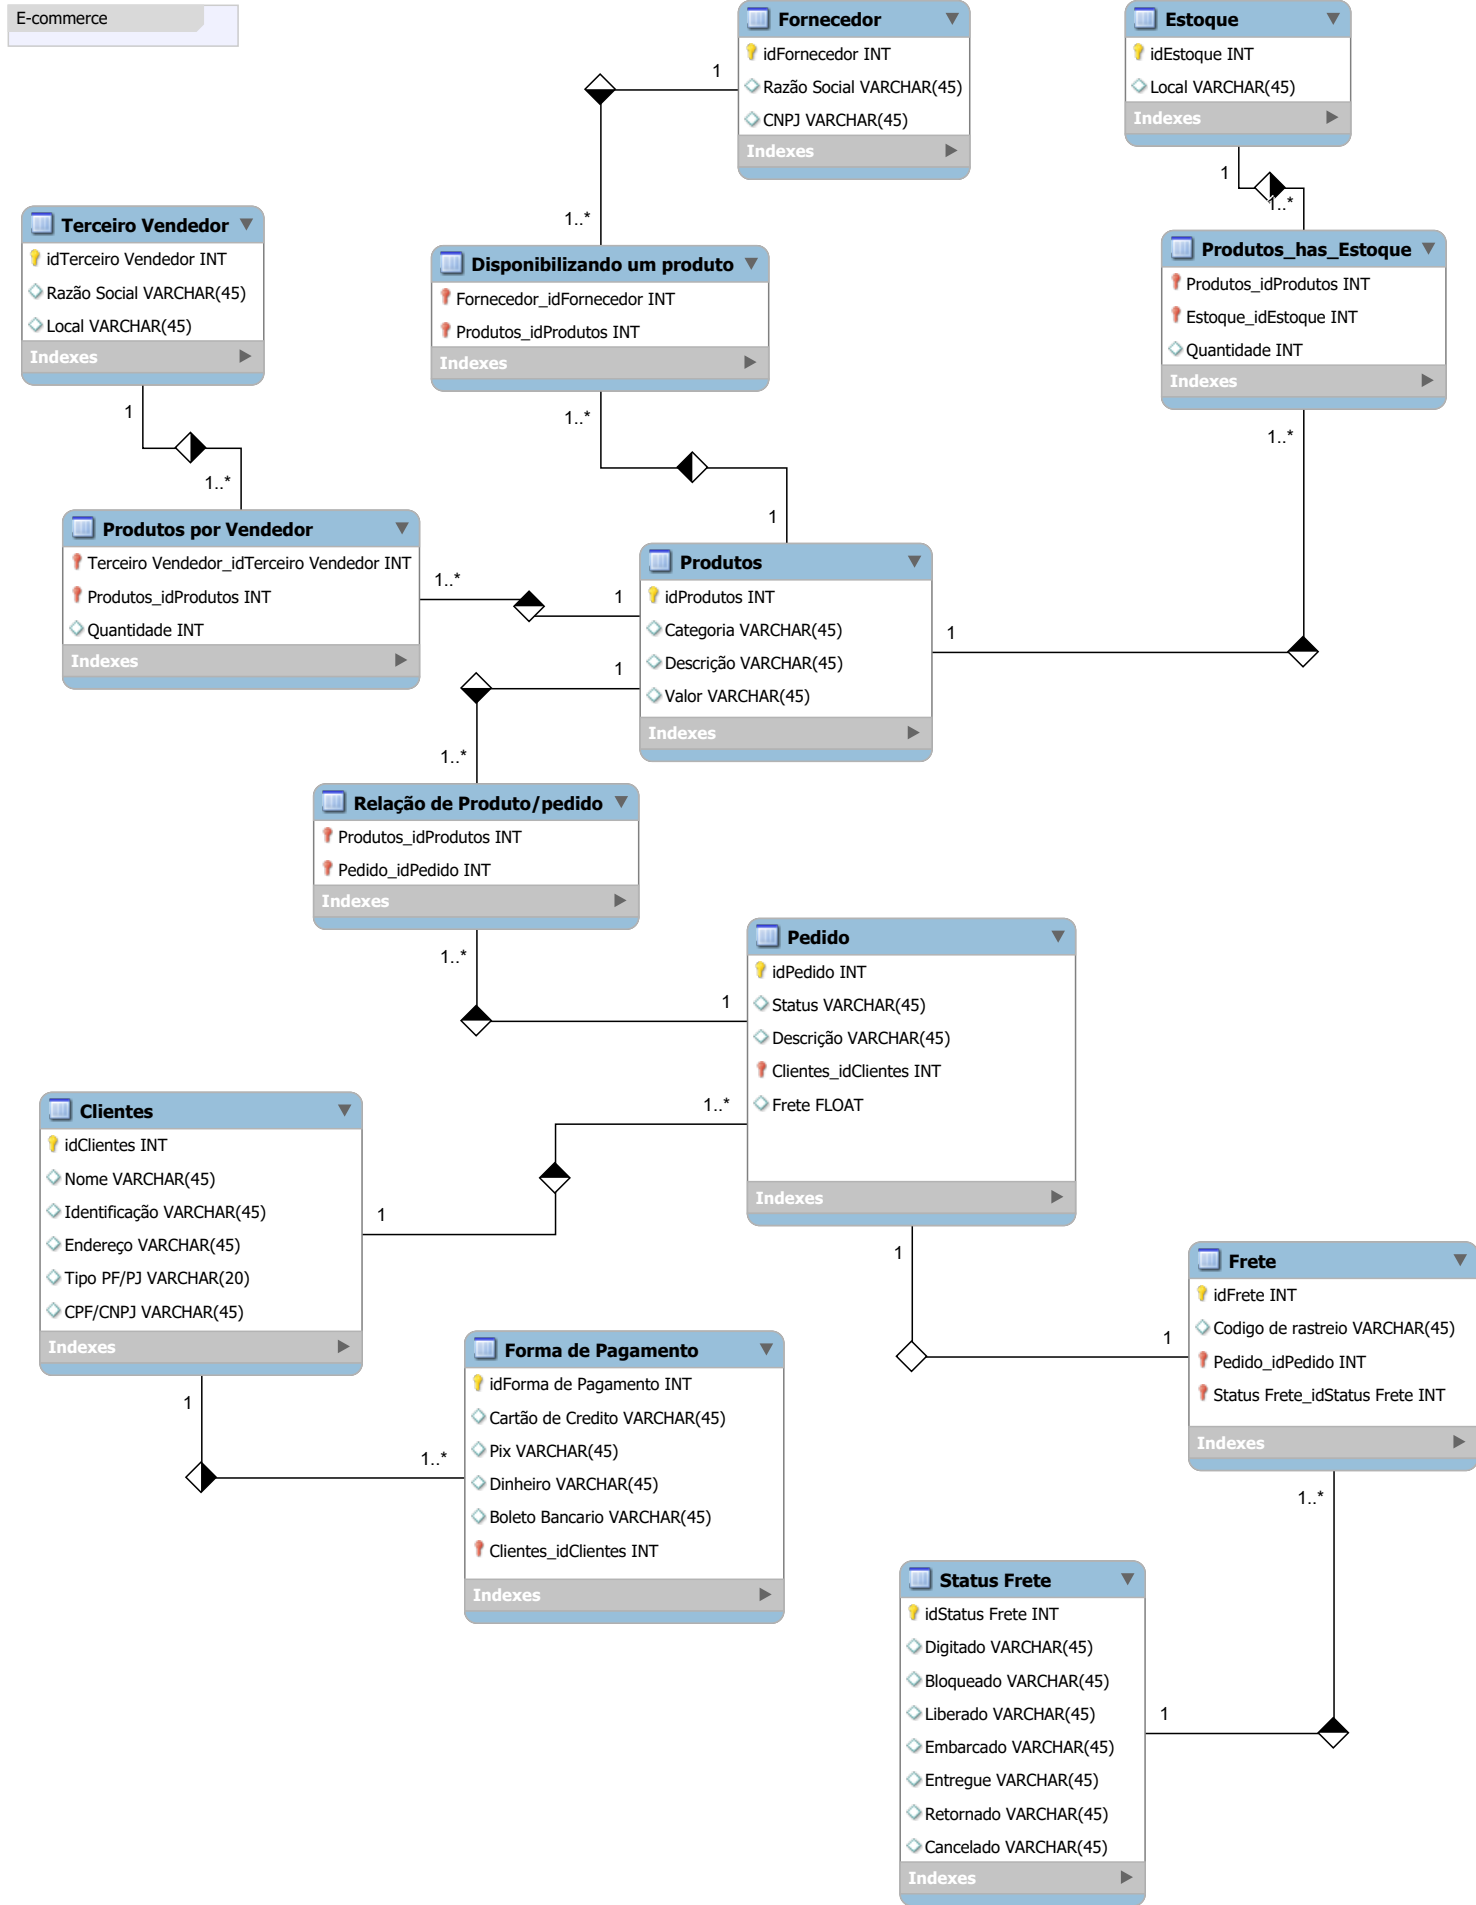 E-commerce
Fornecedor
idFornecedor INT
Razão Social VARCHAR(45)
CNPJ VARCHAR(45)
Indexes
1
1..*
Estoque
idEstoque INT
Local VARCHAR(45)
Indexes
1
1..*
Terceiro Vendedor
idTerceiro Vendedor INT
Razão Social VARCHAR(45)
Local VARCHAR(45)
Indexes
1
1..*
Disponibilizando um produto
Fornecedor_idFornecedor INT
Produtos_idProdutos INT
Indexes
1..*
1
Produtos_has_Estoque
Produtos_idProdutos INT
Estoque_idEstoque INT
Quantidade INT
Indexes
1..*
1
Produtos por Vendedor
Terceiro Vendedor_idTerceiro Vendedor INT
Produtos_idProdutos INT
Quantidade INT
Indexes
1..*
1
Produtos
idProdutos INT
Categoria VARCHAR(45)
Descrição VARCHAR(45)
Valor VARCHAR(45)
Indexes
1
1..*
Relação de Produto/pedido
Produtos_idProdutos INT
Pedido_idPedido INT
Indexes
1..*
1
Pedido
idPedido INT
Status VARCHAR(45)
Descrição VARCHAR(45)
Clientes_idClientes INT
Frete FLOAT
Indexes
1..*
1
Clientes
idClientes INT
Nome VARCHAR(45)
Identificação VARCHAR(45)
Endereço VARCHAR(45)
Tipo PF/PJ VARCHAR(20)
CPF/CNPJ VARCHAR(45)
Indexes
1
1..*
1
1
Frete
idFrete INT
Codigo de rastreio VARCHAR(45)
Pedido_idPedido INT
Status Frete_idStatus Frete INT
Indexes
1..*
1
Forma de Pagamento
idForma de Pagamento INT
Cartão de Credito VARCHAR(45)
Pix VARCHAR(45)
Dinheiro VARCHAR(45)
Boleto Bancario VARCHAR(45)
Clientes_idClientes INT
Indexes
Status Frete
idStatus Frete INT
Digitado VARCHAR(45)
Bloqueado VARCHAR(45)
Liberado VARCHAR(45)
Embarcado VARCHAR(45)
Entregue VARCHAR(45)
Retornado VARCHAR(45)
Cancelado VARCHAR(45)
Indexes